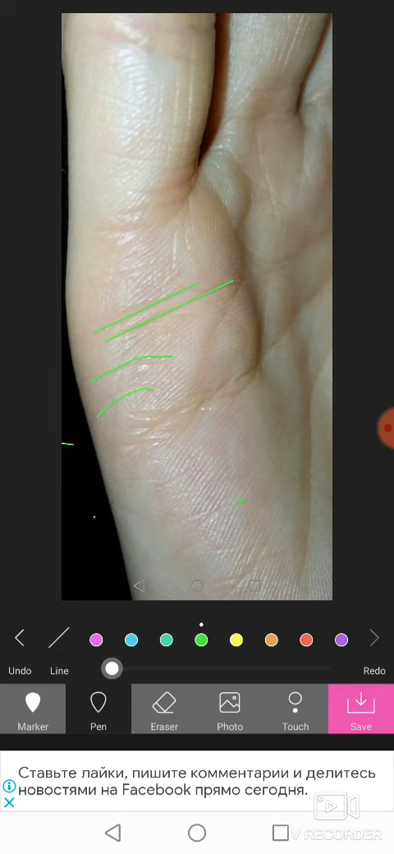 Undo
Line
Redo
Marker
Pen
Eraser
Photo
Touch
Save
Ставьте лайки, пишите комментарии и делитесь
новостями на Facebook прямо сегодня.
V RECORDER